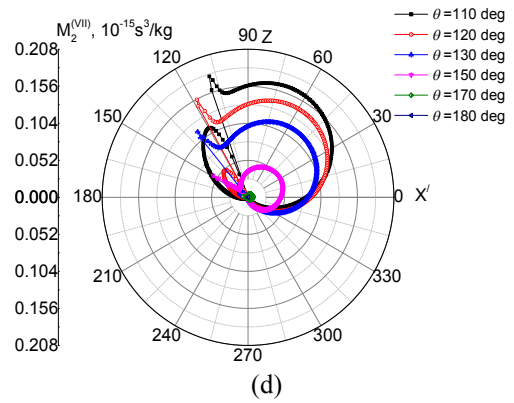 M₂^(VII), 10⁻¹⁵s³/kg
0.208
0.156
0.104
0.052
0.000
0.052
0.104
0.156
0.208
90 Z
120
60
150
30
180
0 X/
210
330
240
300
270
θ =110 deg
θ =120 deg
θ =130 deg
θ =150 deg
θ =170 deg
θ =180 deg
(d)